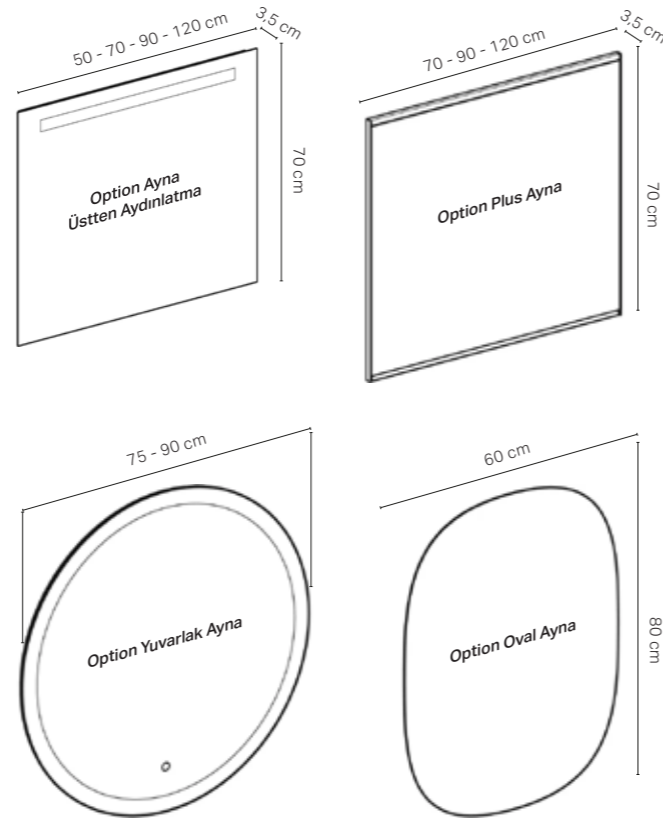 50 - 70 - 90 - 120 cm
3,5 cm
70 cm
Option Ayna
Üstten Aydınlatma
70 - 90 - 120 cm
3,5 cm
70 cm
Option Plus Ayna
75 - 90 cm
Option Yuvarlak Ayna
60 cm
80 cm
Option Oval Ayna